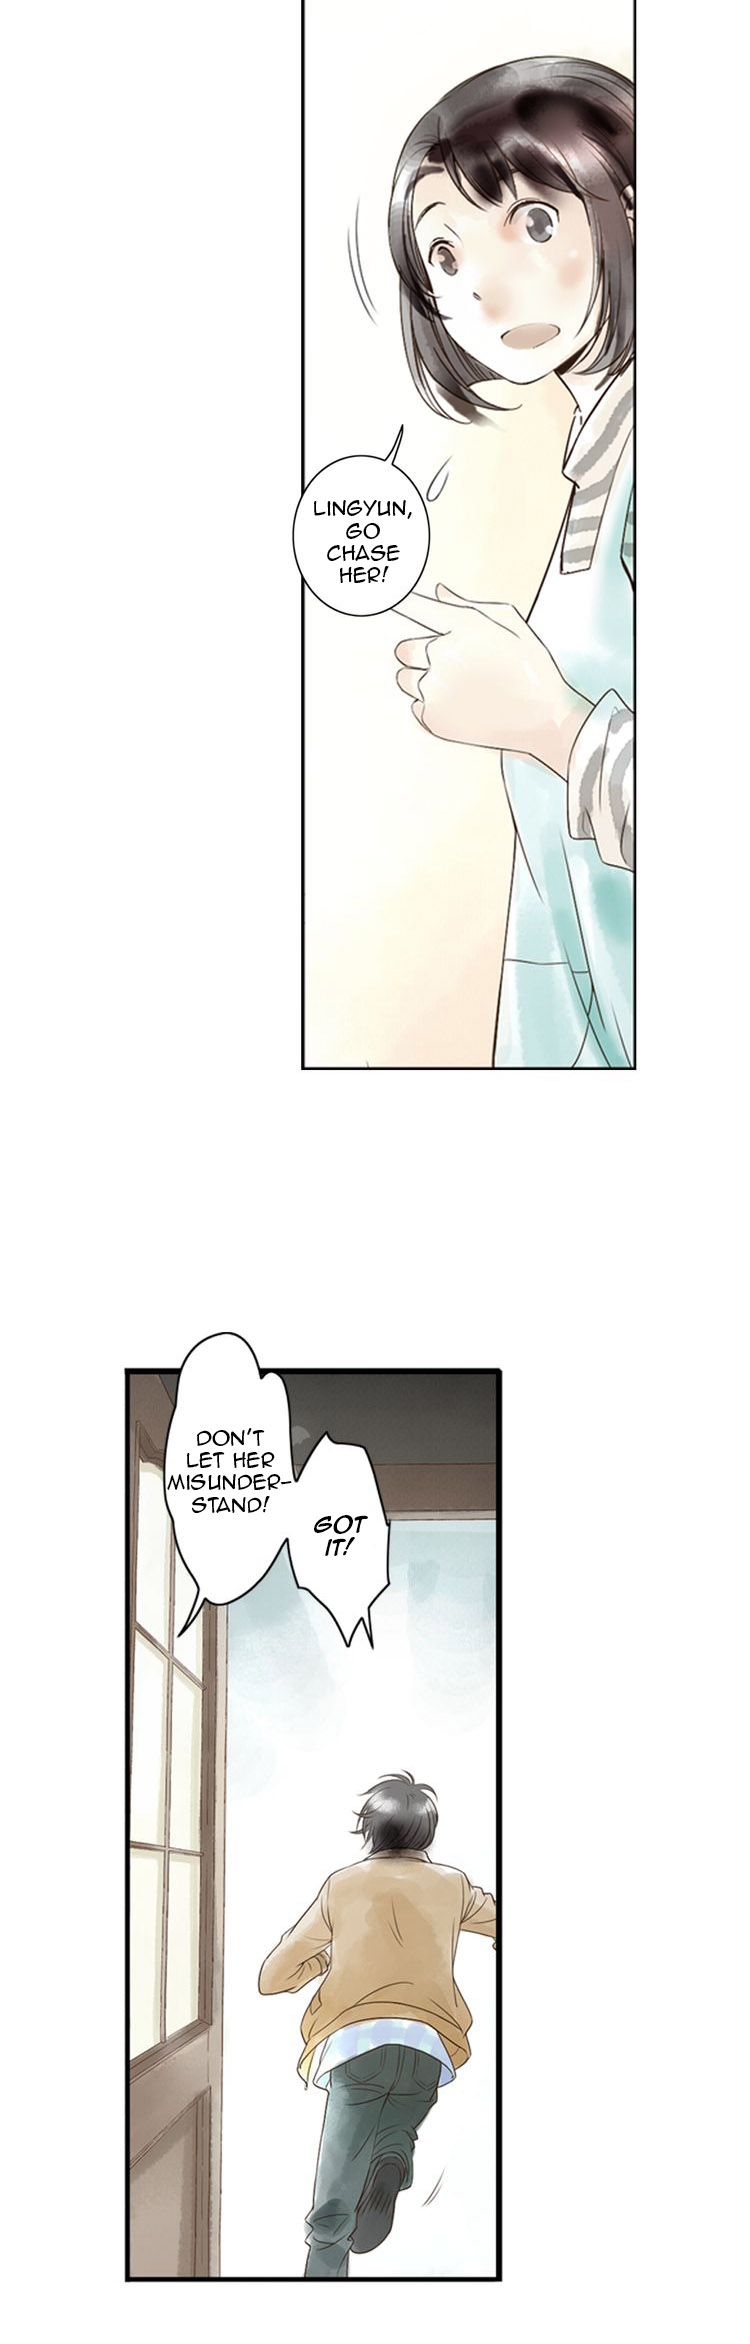 LINGYUN,
GO
CHASE
HER!
DON'T
LET HER
MISUNDER-
STAND!
GOT
IT!